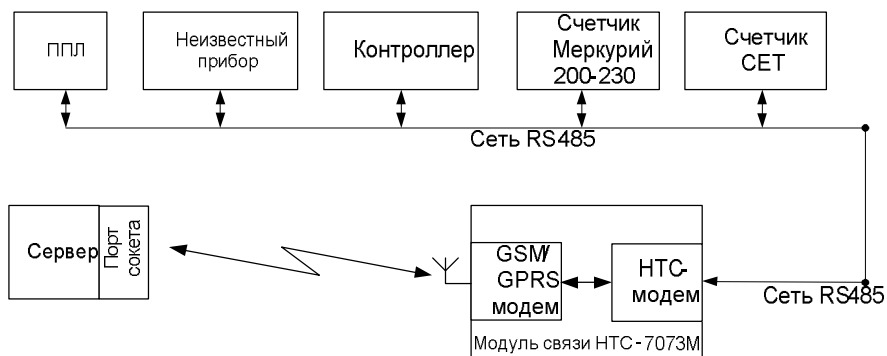 ППЛ
Неизвестный
прибор
Контроллер
Счетчик
Меркурий
200-230
Счетчик
СЕТ
Сеть RS485
Сервер
Порт
сокета
GSM/
GPRS
модем
НТС-
модем
Сеть RS485
Модуль связи НТС-7073М